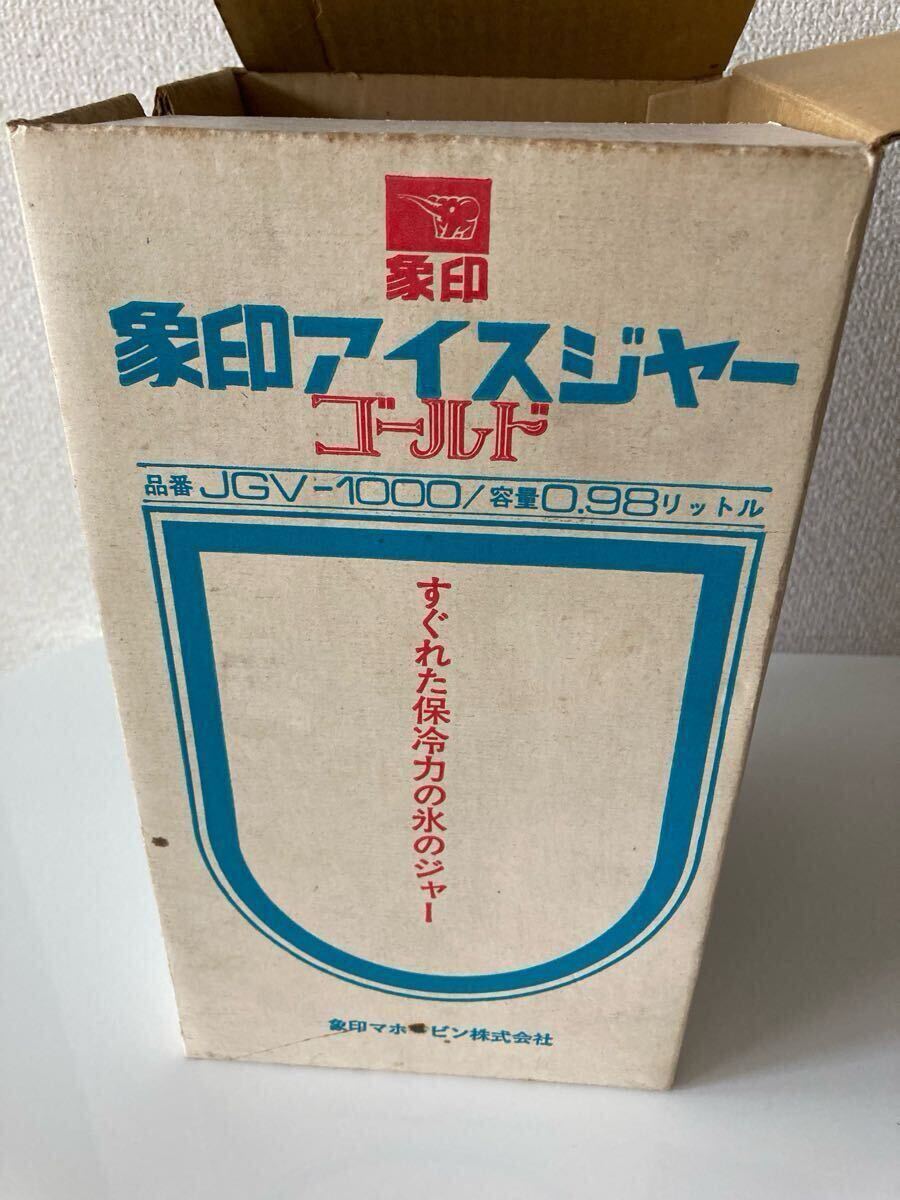 象印
象印アイスジャー
ゴールド
品番 JGV-1000/容量0.98リットル
すぐれた保冷力の氷のジャー
象印マホービン株式会社